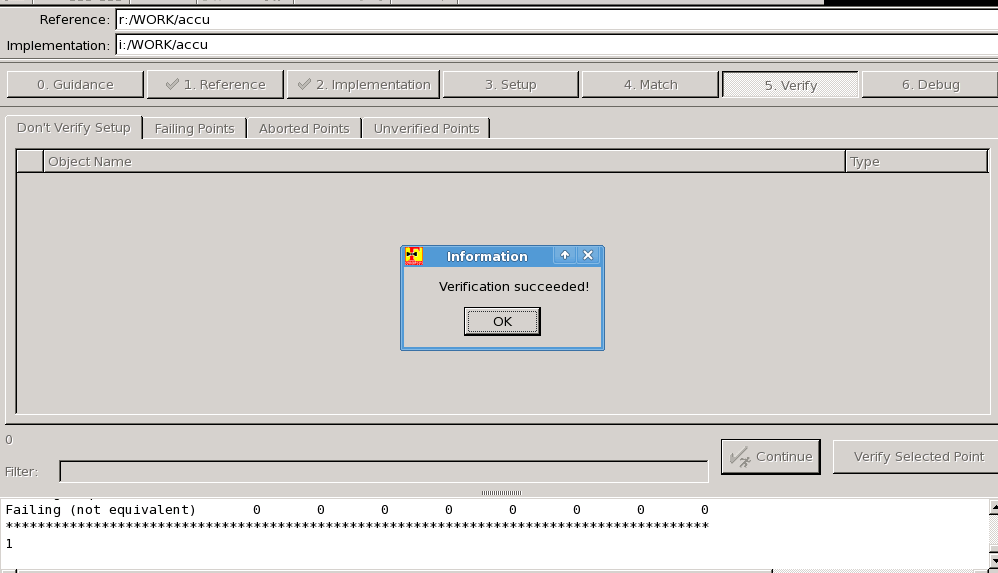 Reference: r:/WORK/accu
Implementation: i:/WORK/accu
0. Guidance 1. Reference 2. Implementation 3. Setup 4. Match 5. Verify 6. Debug
Don't Verify Setup Failing Points Aborted Points Unverified Points
Object Name Type
Information
Verification succeeded!
OK
0
Continue Verify Selected Point
Filter:
Failing (not equivalent) 0 0 0 0 0 0 0 0
****************************************************************************************
1